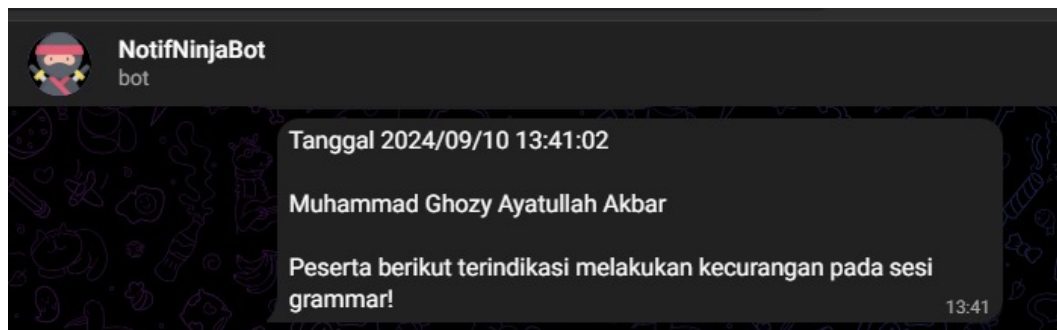 NotifNinjaBot
bot
Tanggal 2024/09/10 13:41:02
Muhammad Ghozy Ayatullah Akbar
Peserta berikut terindikasi melakukan kecurangan pada sesi
grammar!
13:41